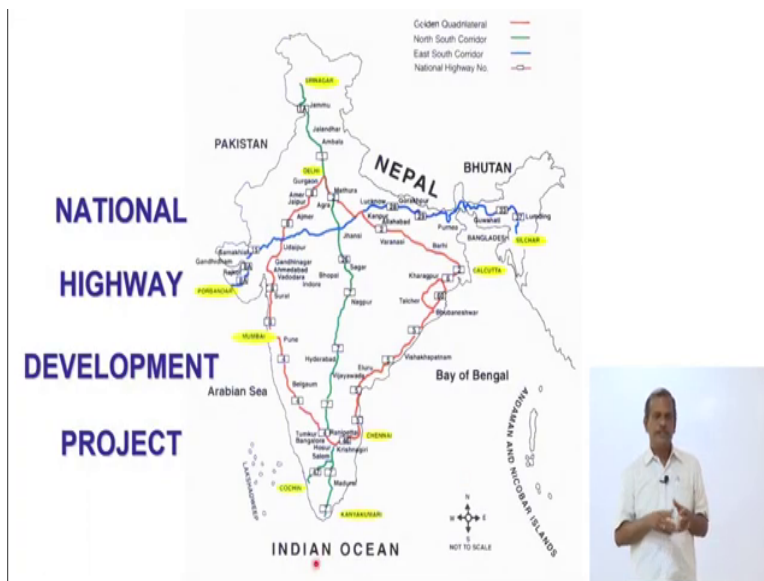 Golden Quadrilateral
North South Corridor
East South Corridor
National Highway No.
SRINAGAR
Jammu
Jalandhar
Ambala
PAKISTAN
DELHI
NEPAL
BHUTAN
Gurgaon
Mathura
Lucknow
Gorakhpur
Lumding
Jaipur
Agra
Kanpur
Allahabad
Guwahati
Ajmer
Purnea
BANGLADESH
SILCHAR
Jhansi
Varanasi
Barhi
Udaipur
Gandhidham
Gandhinagar
Ahmedabad
Vadodara
Sagar
Bhopal
Indore
Kharagpur
CALCUTTA
PORBANDAR
Surat
Nagpur
Talcher
Bhubaneshwar
MUMBAI
Pune
Hyderabad
Vishakhapatnam
Vijayawada
Eluru
Arabian Sea
Belgaum
Bay of Bengal
Tumkur
Bangalore
Ranipettai
CHENNAI
Hosur
Krishnagiri
Salem
Madurai
COCHIN
KANYAKUMARI
LAKSHADWEEP
ANDAMAN AND NICOBAR ISLANDS
N
W E
S
NOT TO SCALE
INDIAN OCEAN
NATIONAL
HIGHWAY
DEVELOPMENT
PROJECT